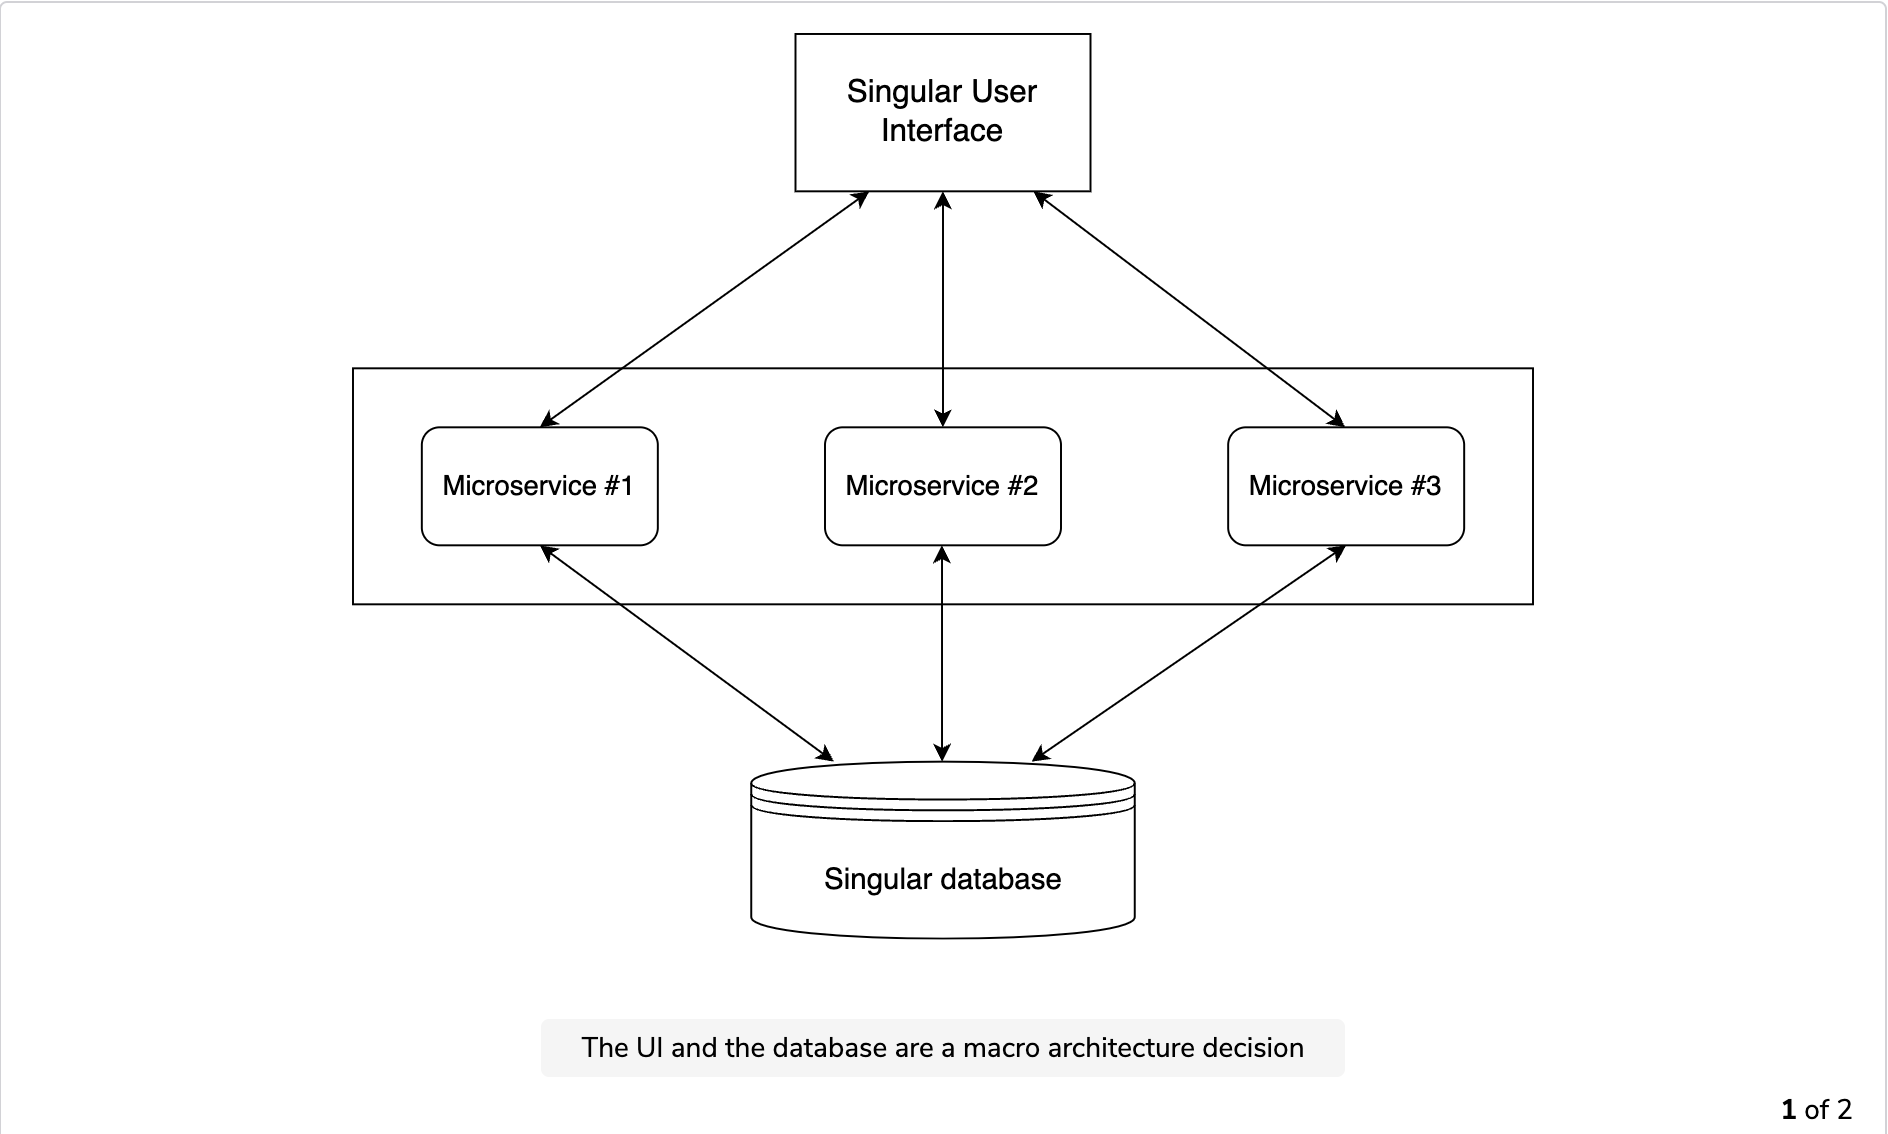 Singular User
Interface
Microservice #1
Microservice #2
Microservice #3
Singular database
The UI and the database are a macro architecture decision
1 of 2